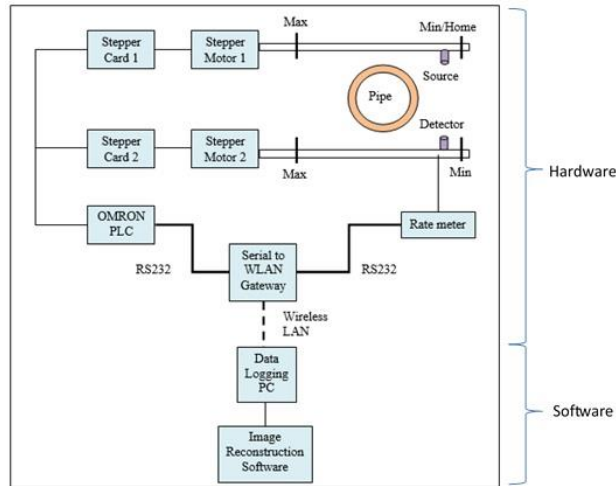 Max
Min/Home
Stepper
Card 1
Stepper
Motor 1
Source
Pipe
Detector
Stepper
Card 2
Stepper
Motor 2
Max
Min
Hardware
OMRON
PLC
Rate meter
RS232
Serial to
WLAN
Gateway
RS232
Wireless
LAN
Data
Logging
PC
Software
Image
Reconstruction
Software